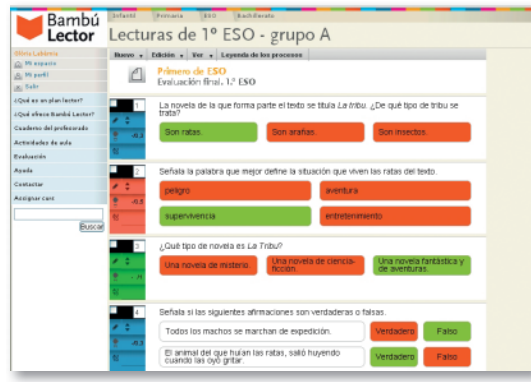 Bambú
Lector
Infantil Primaria ESO Bachillerato
Lecturas de 1º ESO - grupo A
Nuevo Edición Ver Leyenda de los procesos
Mi espacio
Mi perfil
Salir
¿Qué es un plan lector?
¿Qué ofrece Bambú Lector?
Cuaderno del profesorado
Actividades de aula
Evaluación
Ayuda
Contactar
Assignar curs
Buscar
Primero de ESO
Evaluación final. 1.º ESO
1
La novela de la que forma parte el texto se titula La tribu. ¿De qué tipo de tribu se
trata?
Son ratas. Son arañas. Son insectos.
2
Señala la palabra que mejor define la situación que viven las ratas del texto.
peligro aventura
supervivencia entretenimiento
3
¿Qué tipo de novela es La Tribu?
Una novela de misterio. Una novela de ciencia-
ficción. Una novela fantástica y
de aventuras.
4
Señala si las siguientes afirmaciones son verdaderas o falsas.
Todos los machos se marchan de expedición. Verdadero Falso
El animal del que huían las ratas, salió huyendo
cuando las oyó gritar. Verdadero Falso